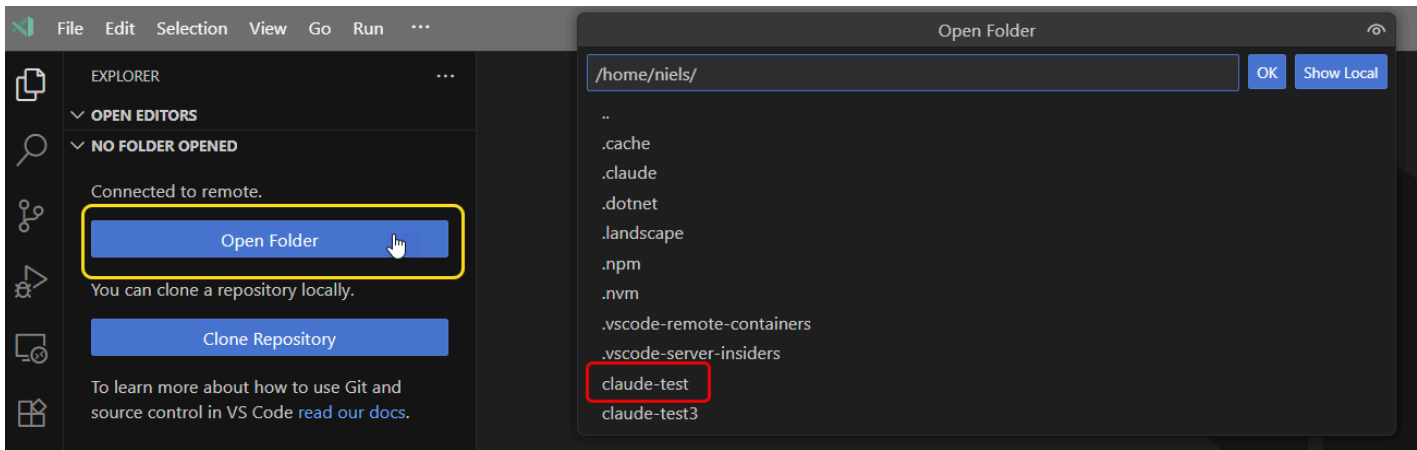 File Edit Selection View Go Run ···
EXPLORER ···
OPEN EDITORS
NO FOLDER OPENED
Connected to remote.
Open Folder
You can clone a repository locally.
Clone Repository
To learn more about how to use Git and
source control in VS Code read our docs.
Open Folder
/home/niels/
OK Show Local
..
.cache
.claude
.dotnet
.landscape
.npm
.nvm
.vscode-remote-containers
.vscode-server-insiders
claude-test
claude-test3